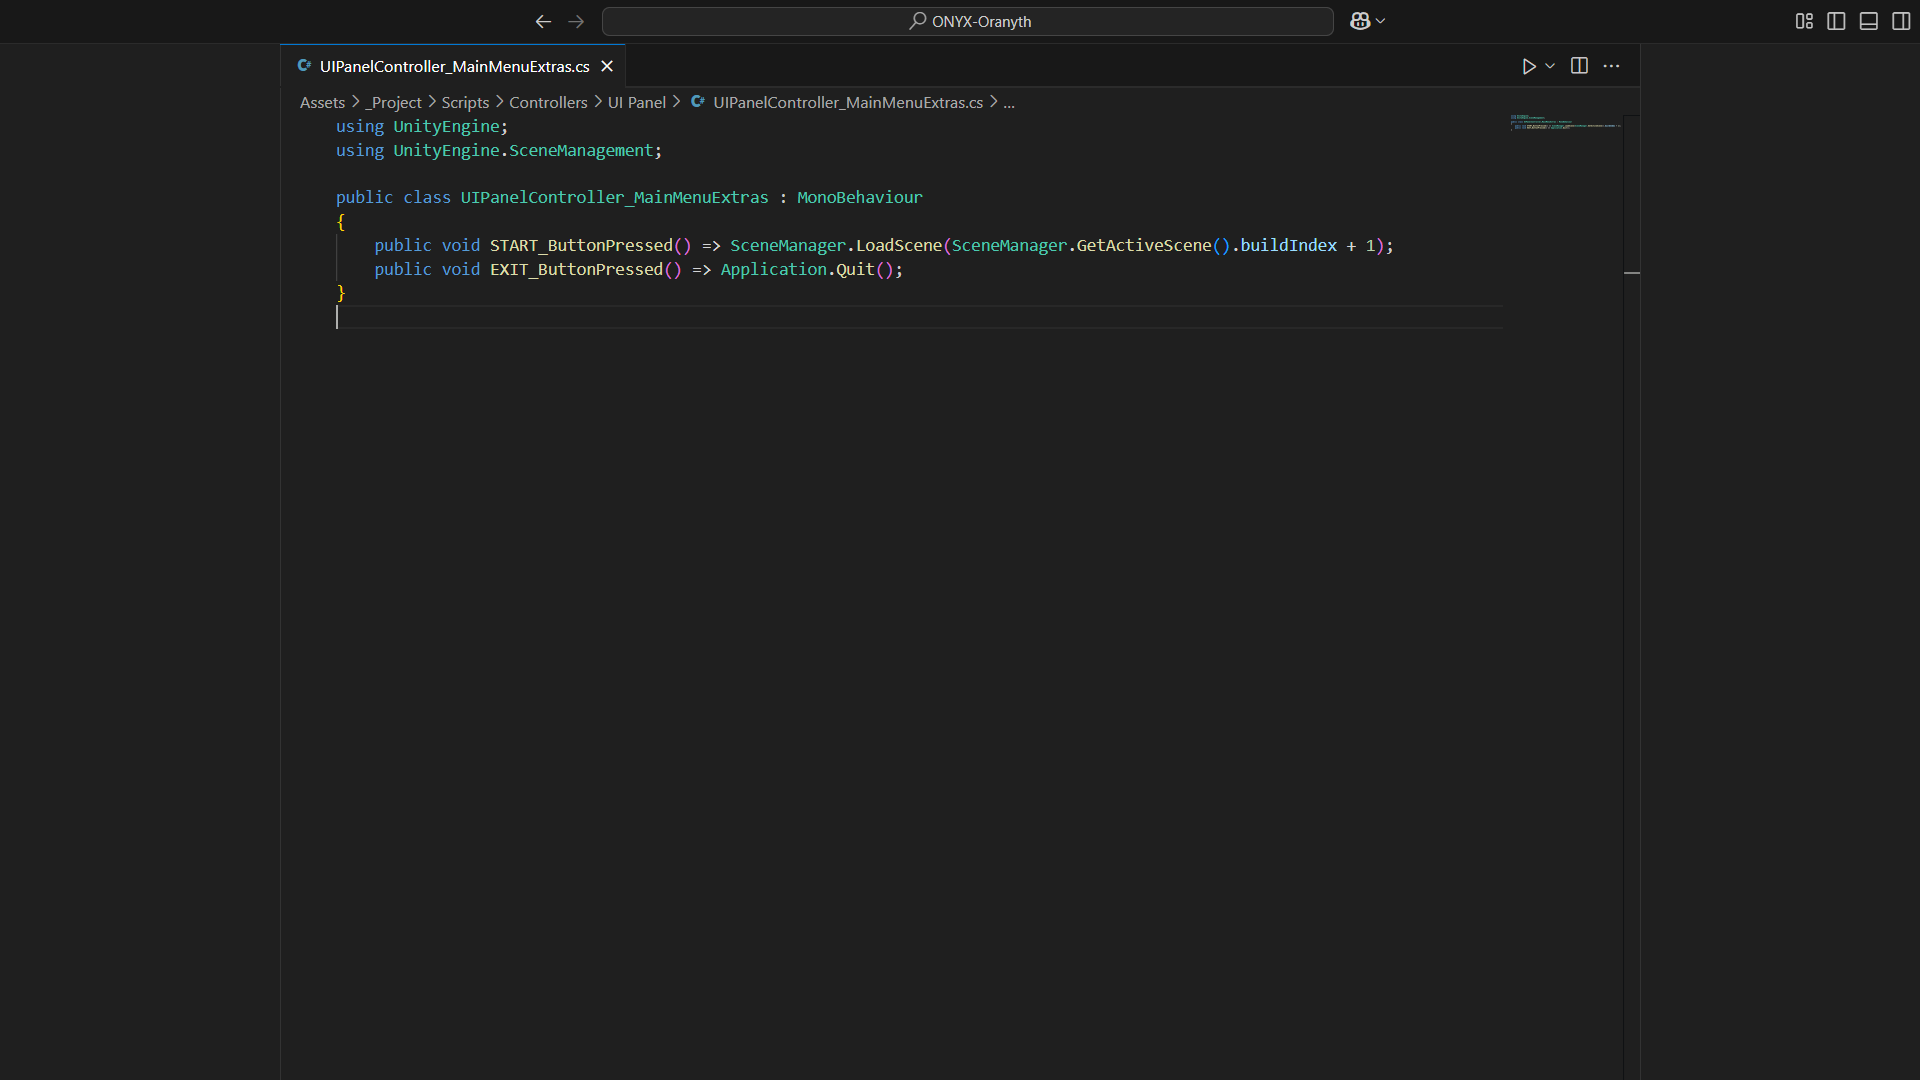 ONYX-Oranyth
UIPanelController_MainMenuExtras.cs
Assets > _Project > Scripts > Controllers > UI Panel > UIPanelController_MainMenuExtras.cs > ...
using UnityEngine;
using UnityEngine.SceneManagement;
public class UIPanelController_MainMenuExtras : MonoBehaviour
{
public void START_ButtonPressed() => SceneManager.LoadScene(SceneManager.GetActiveScene().buildIndex + 1);
public void EXIT_ButtonPressed() => Application.Quit();
}